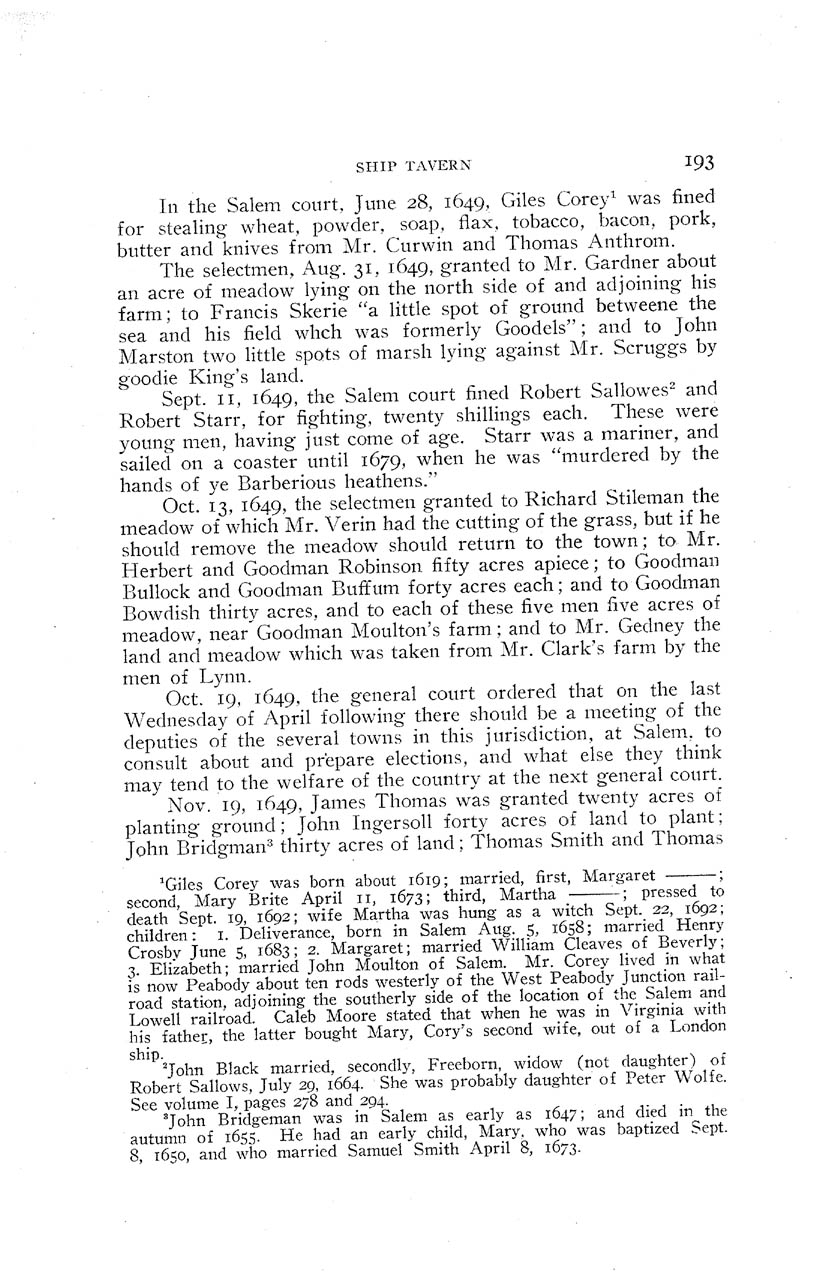 SHIP TAVERN 193
In the Salem court, June 28, 1649, Giles Corey¹ was fined
for stealing wheat, powder, soap, flax, tobacco, bacon, pork,
butter and knives from Mr. Curwin and Thomas Anthrom.
The selectmen, Aug. 31, 1649, granted to Mr. Gardner about
an acre of meadow lying on the north side of and adjoining his
farm; to Francis Skerie "a little spot of ground betweene the
sea and his field whch was formerly Goodels"; and to John
Marston two little spots of marsh lying against Mr. Scruggs by
goodie King's land.
Sept. 11, 1649, the Salem court fined Robert Sallowes² and
Robert Starr, for fighting, twenty shillings each. These were
young men, having just come of age. Starr was a mariner, and
sailed on a coaster until 1679, when he was "murdered by the
hands of ye Barberious heathens."
Oct. 13, 1649, the selectmen granted to Richard Stileman the
meadow of which Mr. Verin had the cutting of the grass, but if he
should remove the meadow should return to the town; to Mr.
Herbert and Goodman Robinson fifty acres apiece; to Goodman
Bullock and Goodman Buffum forty acres each; and to Goodman
Bowdish thirty acres, and to each of these five men five acres of
meadow, near Goodman Moulton's farm; and to Mr. Gedney the
land and meadow which was taken from Mr. Clark's farm by the
men of Lynn.
Oct. 19, 1649, the general court ordered that on the last
Wednesday of April following there should be a meeting of the
deputies of the several towns in this jurisdiction, at Salem, to
consult about and prepare elections, and what else they think
may tend to the welfare of the country at the next general court.
Nov. 19, 1649, James Thomas was granted twenty acres of
planting ground; John Ingersoll forty acres of land to plant;
John Bridgman³ thirty acres of land; Thomas Smith and Thomas
¹Giles Corey was born about 1619; married, first, Margaret ———;
second, Mary Brite April 11, 1673; third, Martha ———; pressed to
death Sept. 19, 1692; wife Martha was hung as a witch Sept. 22, 1692;
children: 1. Deliverance, born in Salem Aug. 5, 1658; married Henry
Crosby June 5, 1683; 2. Margaret; married William Cleaves of Beverly;
3. Elizabeth; married John Moulton of Salem. Mr. Corey lived in what
is now Peabody about ten rods westerly of the West Peabody Junction rail-
road station, adjoining the southerly side of the location of the Salem and
Lowell railroad. Caleb Moore stated that when he was in Virginia with
his father, the latter bought Mary, Cory's second wife, out of a London
ship.
²John Black married, secondly, Freeborn, widow (not daughter) of
Robert Sallows, July 29, 1664. She was probably daughter of Peter Wolfe.
See volume I, pages 278 and 294.
³John Bridgeman was in Salem as early as 1647; and died in the
autumn of 1655. He had an early child, Mary, who was baptized Sept.
8, 1650, and who married Samuel Smith April 8, 1673.